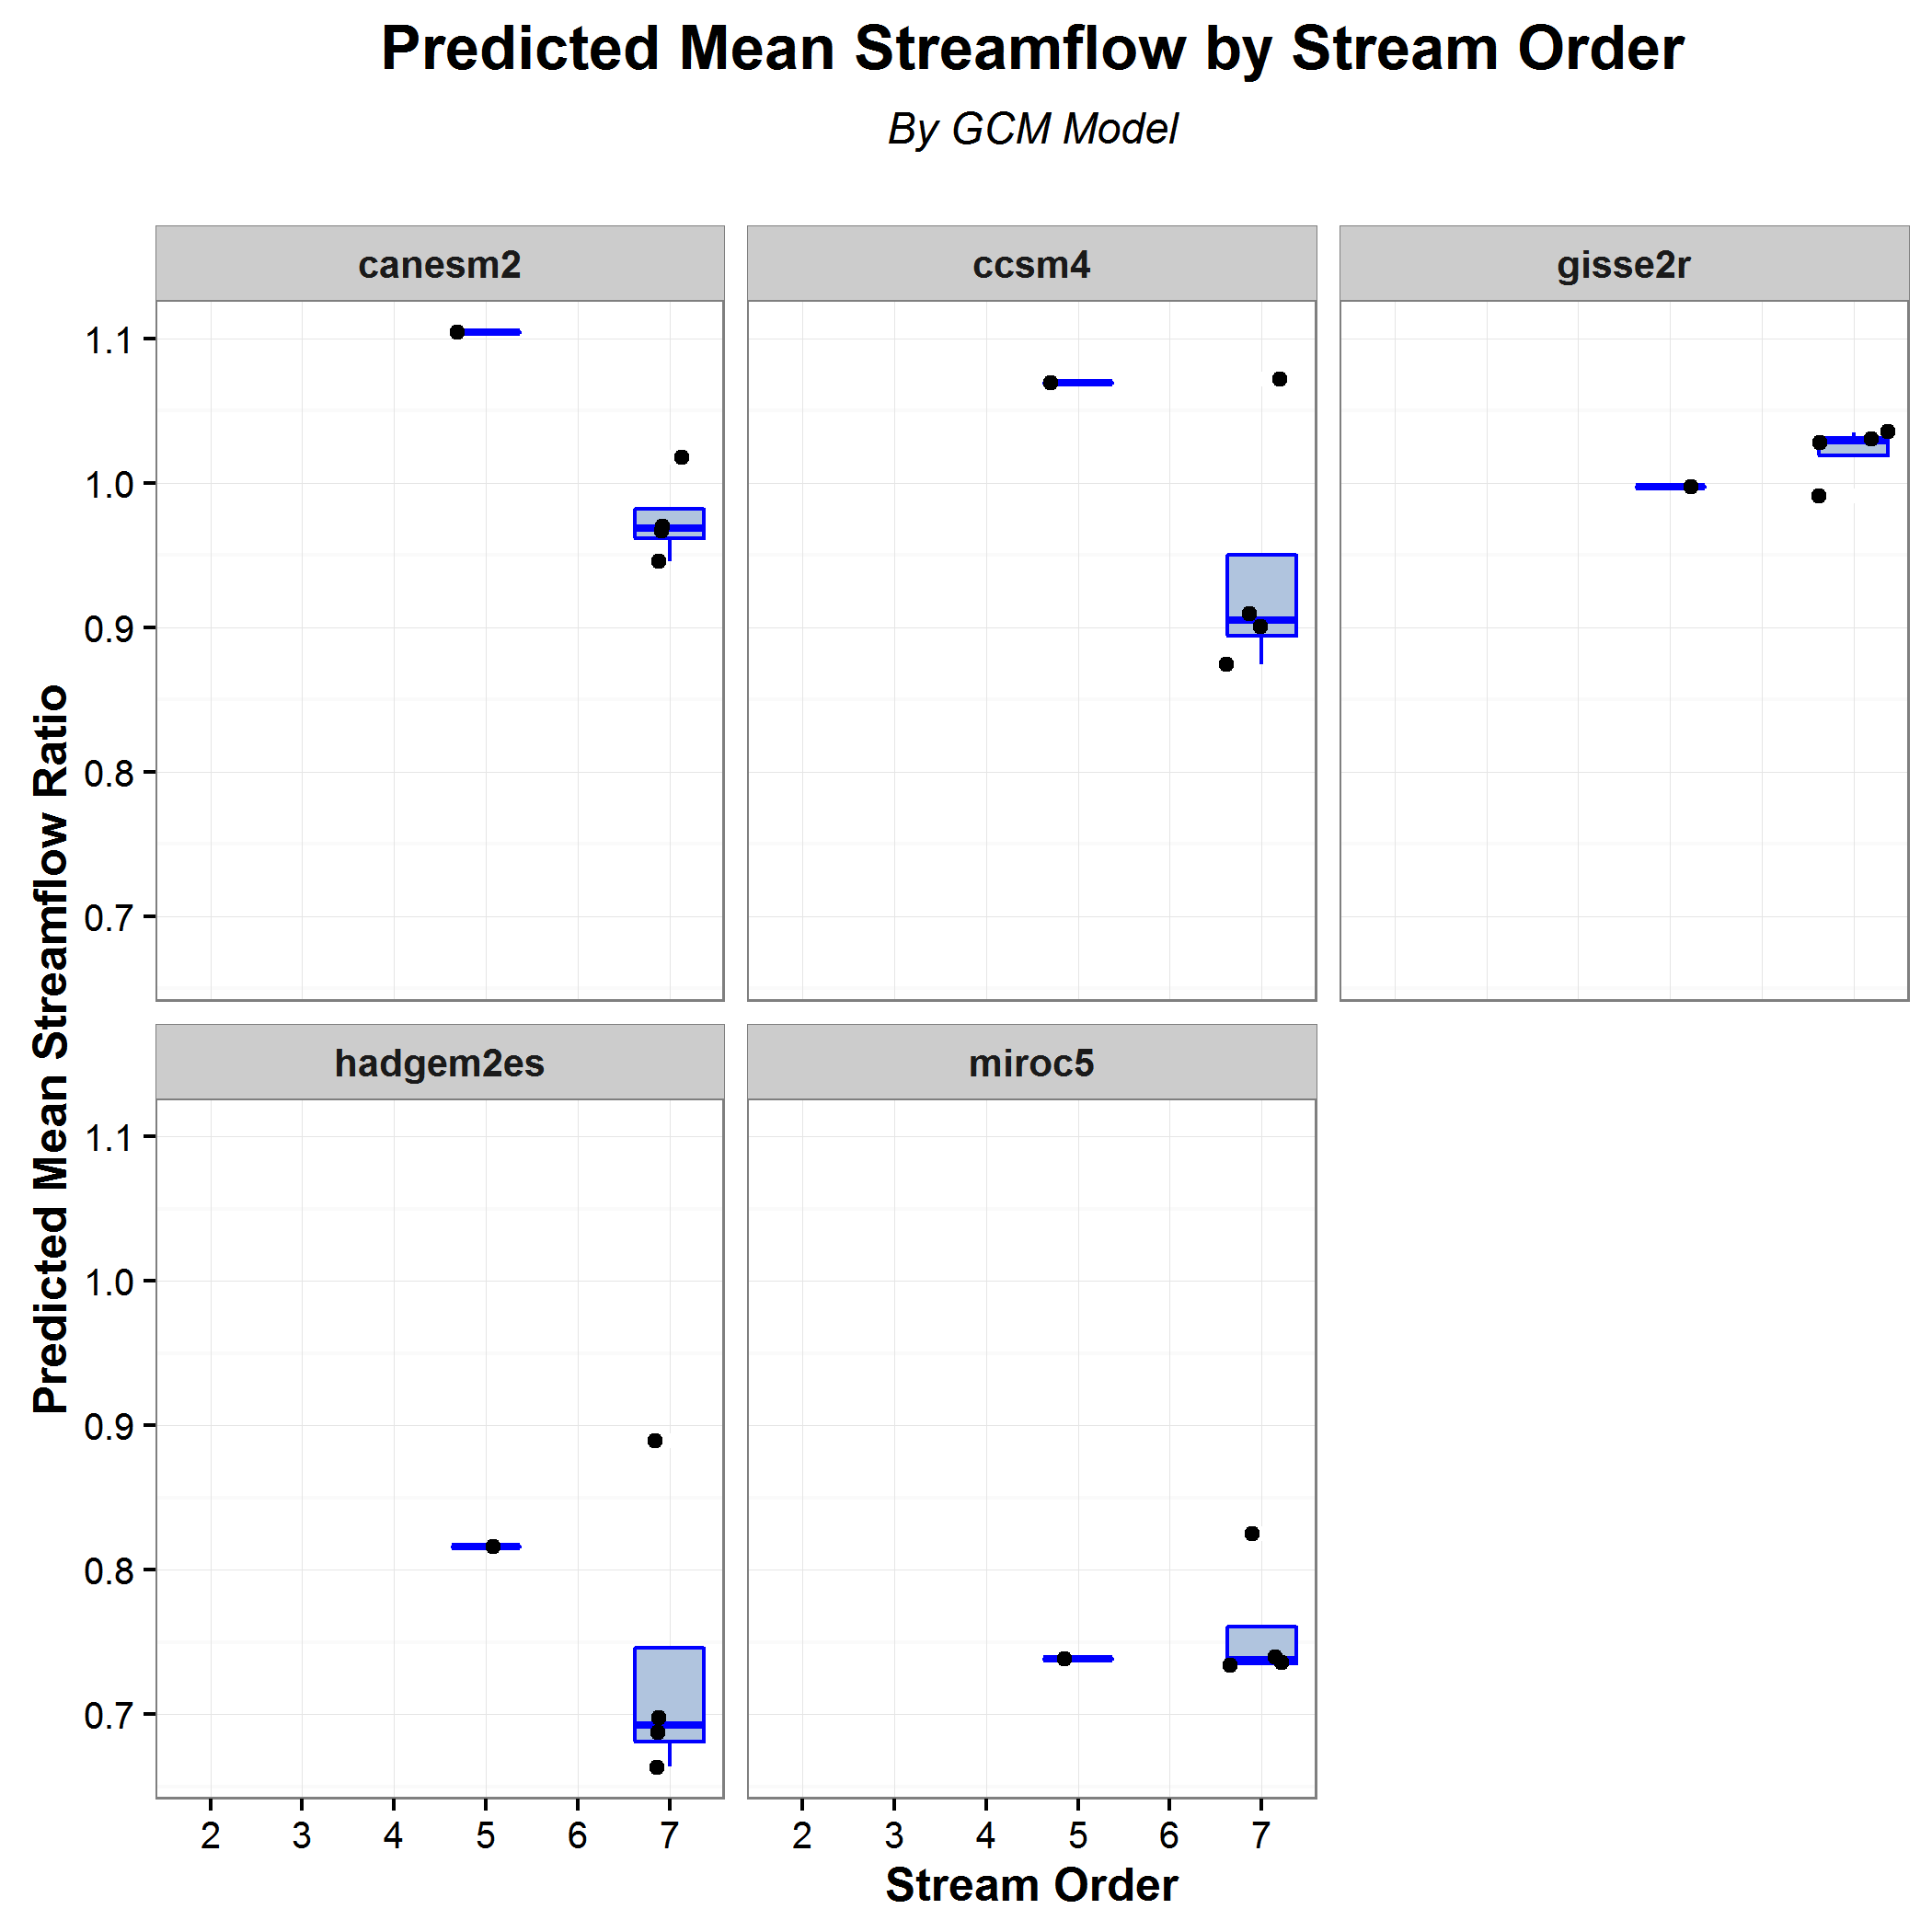 Predicted Mean Streamflow by Stream Order
By GCM Model
canesm2
ccsm4
gisse2r
1.1
1.0
0.9
0.8
0.7
Predicted Mean Streamflow Ratio
hadgem2es
miroc5
1.1
1.0
0.9
0.8
0.7
2 3 4 5 6 7
2 3 4 5 6 7
Stream Order